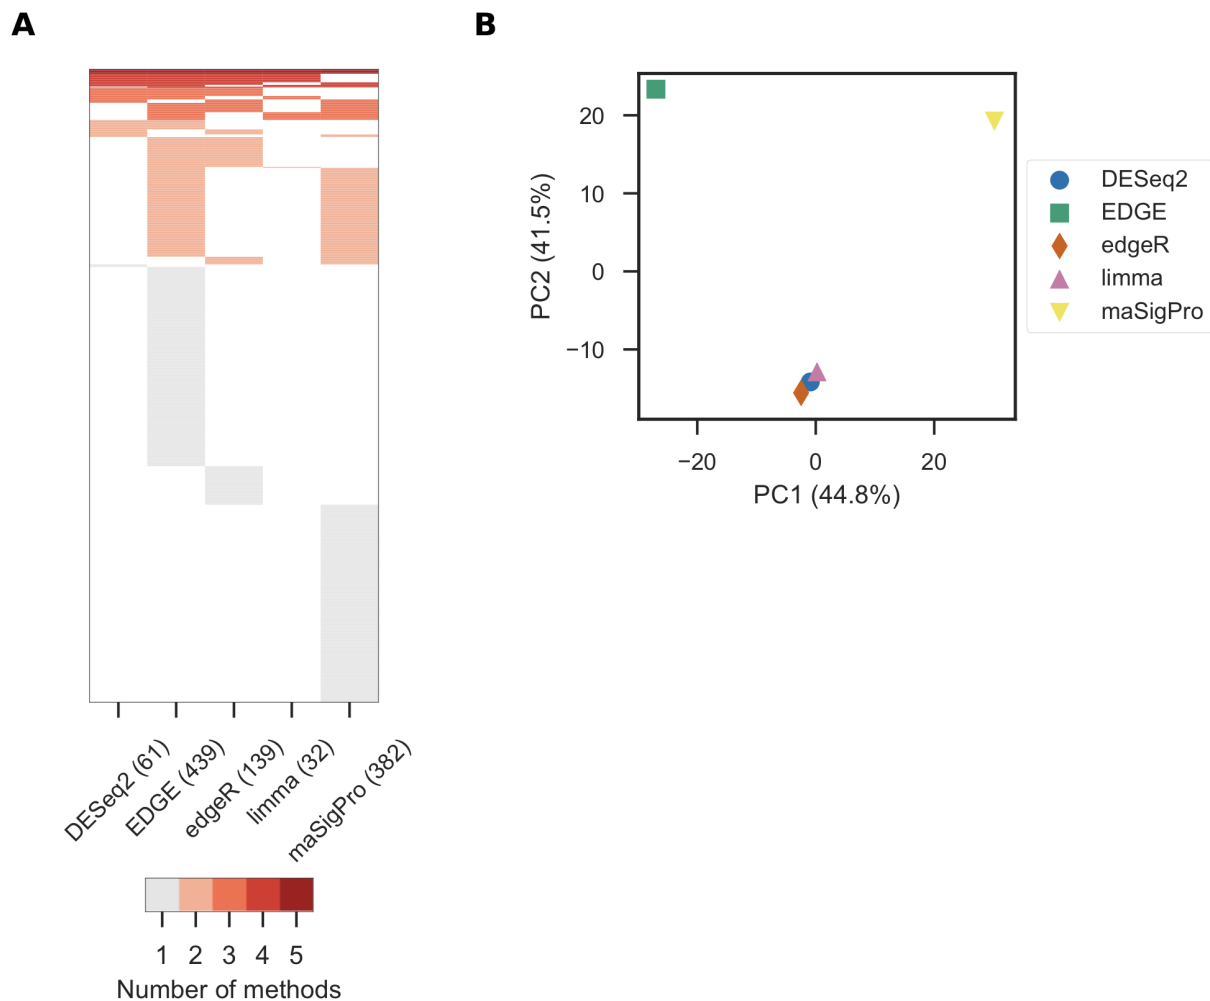 A
DESeq2 (61)
EDGE (439)
edgeR (139)
limma (32)
maSigPro (382)
1 2 3 4 5
Number of methods
B
PC2 (41.5%)
20
10
0
−10
−20 0 20
PC1 (44.8%)
DESeq2
EDGE
edgeR
limma
maSigPro